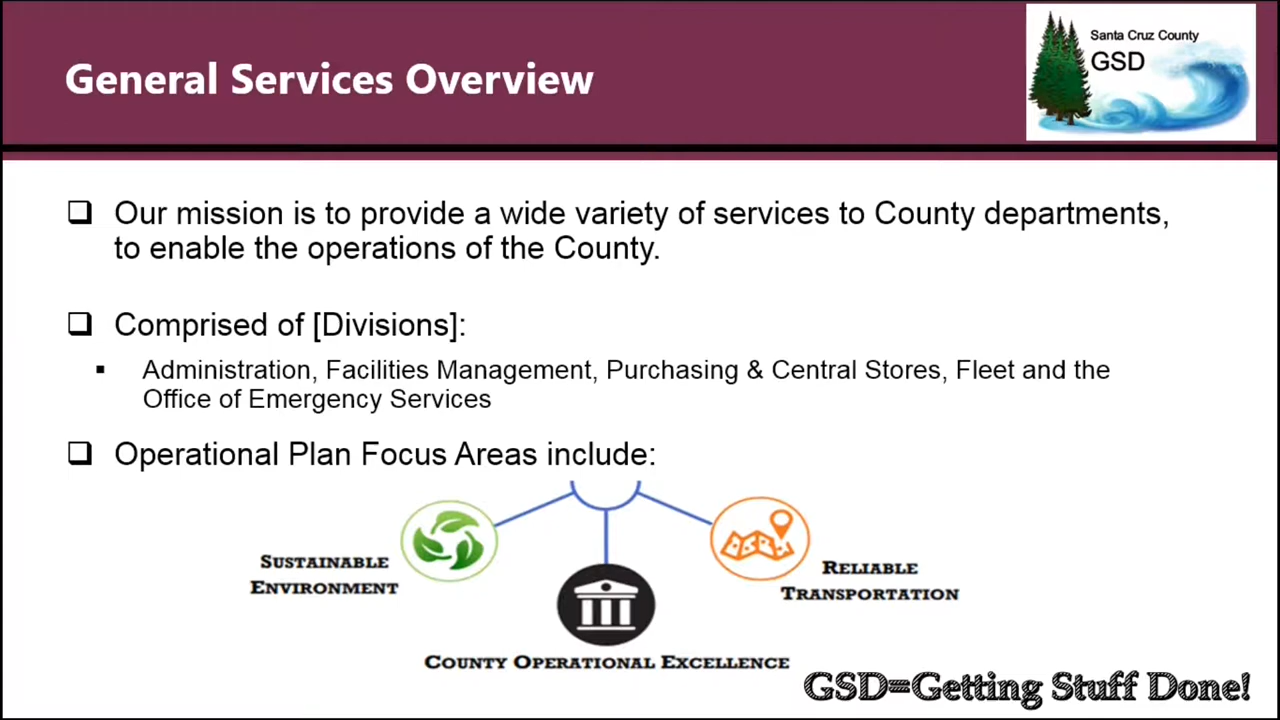 General Services Overview
Santa Cruz County
GSD
Our mission is to provide a wide variety of services to County departments,
to enable the operations of the County.
Comprised of [Divisions]:
Administration, Facilities Management, Purchasing & Central Stores, Fleet and the
Office of Emergency Services
Operational Plan Focus Areas include:
SUSTAINABLE
ENVIRONMENT
RELIABLE
TRANSPORTATION
COUNTY OPERATIONAL EXCELLENCE
GSD=Getting Stuff Done!